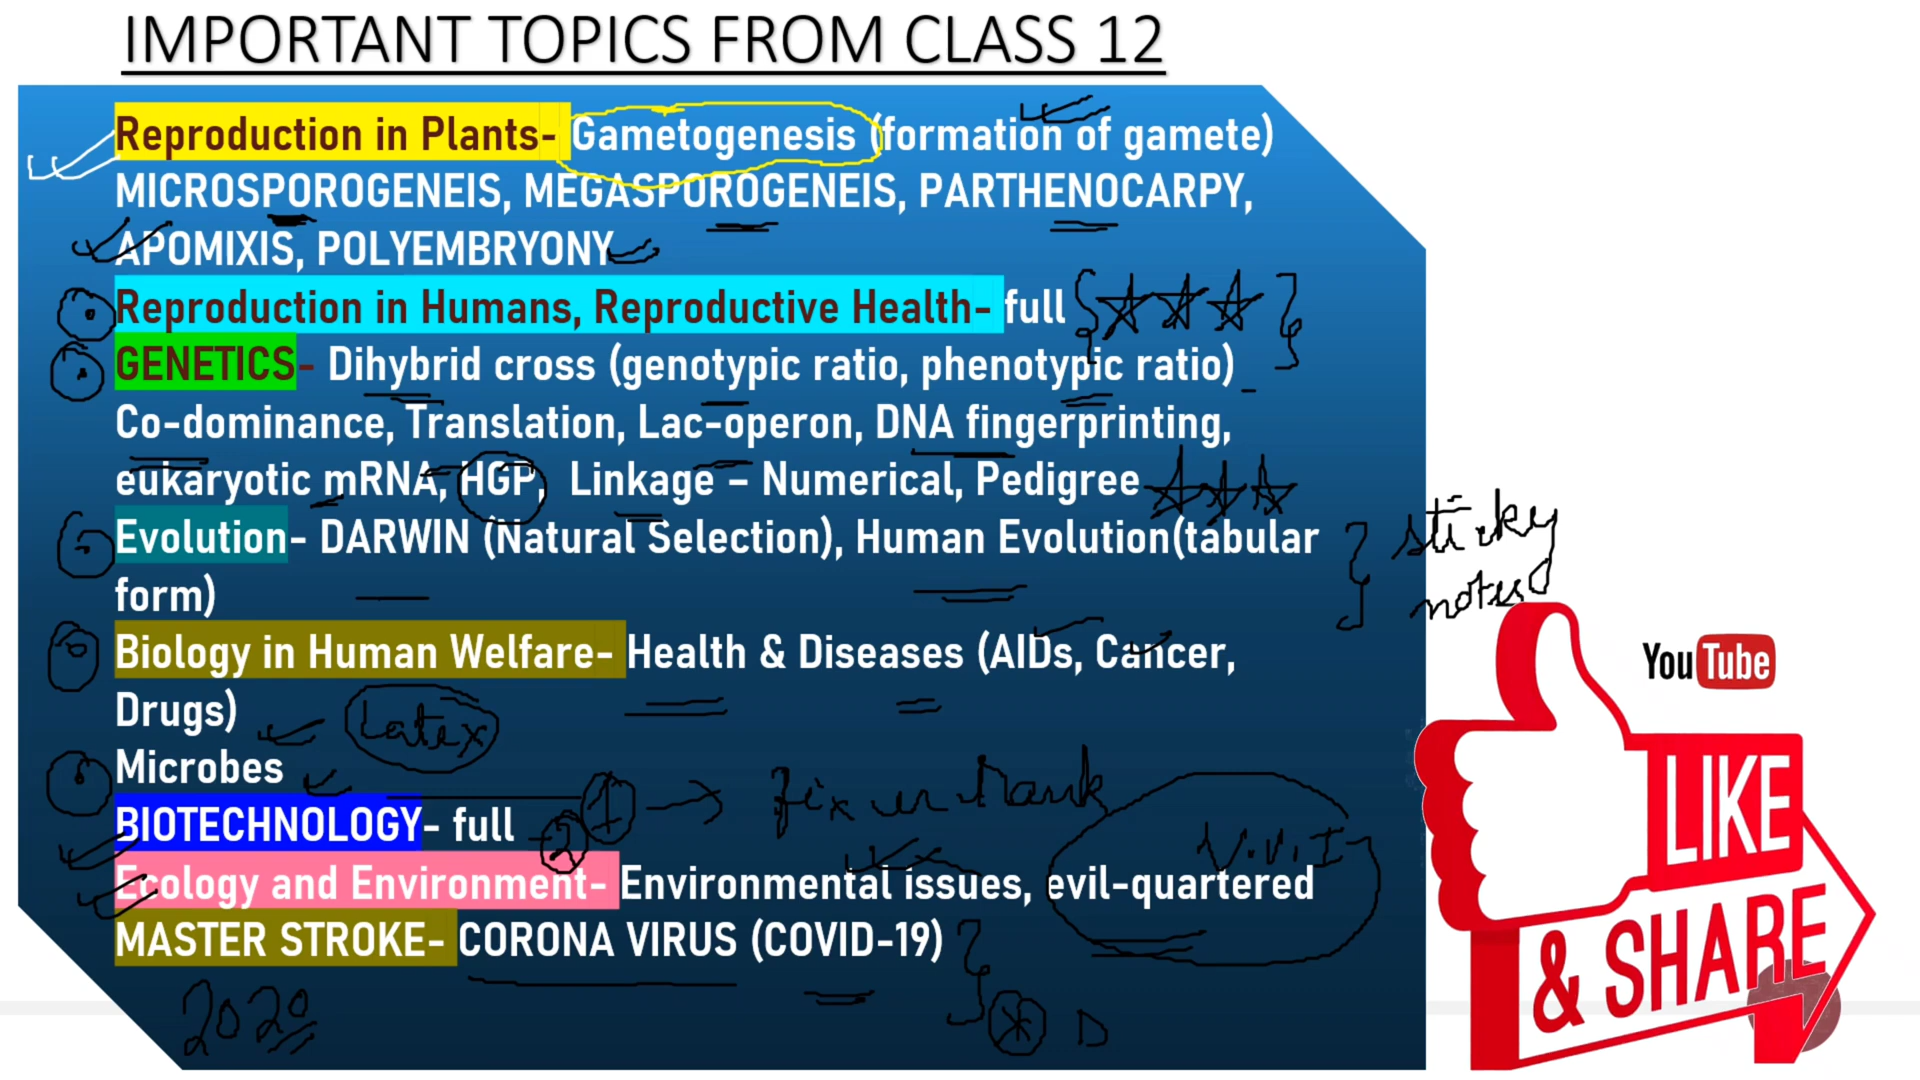 IMPORTANT TOPICS FROM CLASS 12
Reproduction in Plants- Gametogenesis (formation of gamete)
MICROSPOROGENEIS, MEGASPOROGENEIS, PARTHENOCARPY,
APOMIXIS, POLYEMBRYONY
Reproduction in Humans, Reproductive Health- full
GENETICS- Dihybrid cross (genotypic ratio, phenotypic ratio)
Co-dominance, Translation, Lac-operon, DNA fingerprinting,
eukaryotic mRNA, HGP, Linkage – Numerical, Pedigree
Evolution- DARWIN (Natural Selection), Human Evolution(tabular
form)
sticky
notes
Biology in Human Welfare- Health & Diseases (AIDs, Cancer,
Drugs)
Latex
Microbes
BIOTECHNOLOGY- full
1
2
V.V.I
Ecology and Environment- Environmental issues, evil-quartered
MASTER STROKE- CORONA VIRUS (COVID-19)
2020
D
YouTube
LIKE
& SHARE